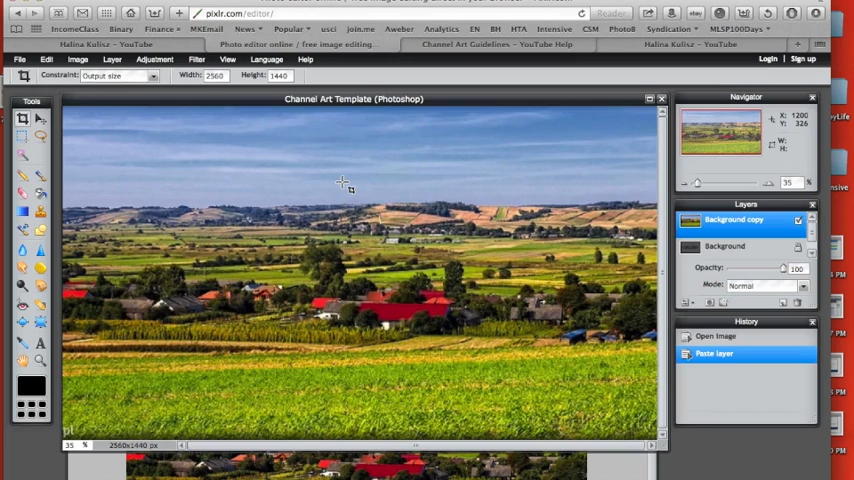 pixlr.com/editor/
Reader
IncomeClass Binary Finance MKEmail News Popular usci join.me Aweber Analytics EN BH HTA Intensive CSM PhotoB Syndication MLSP100Days
Halina Kulisz – YouTube
Photo editor online / free image editing...
Channel Art Guidelines – YouTube Help
Halina Kulisz – YouTube
File Edit Image Layer Adjustment Filter View Language Help
Login Sign up
Constraint: Output size Width: 2560 Height: 1440
Tools
Channel Art Template (Photoshop)
Navigator
X: 1200
Y: 326
W:
H:
35 %
Layers
Background copy
Background
Opacity: 100
Mode: Normal
History
Open Image
Paste layer
35 % 2560x1440 px